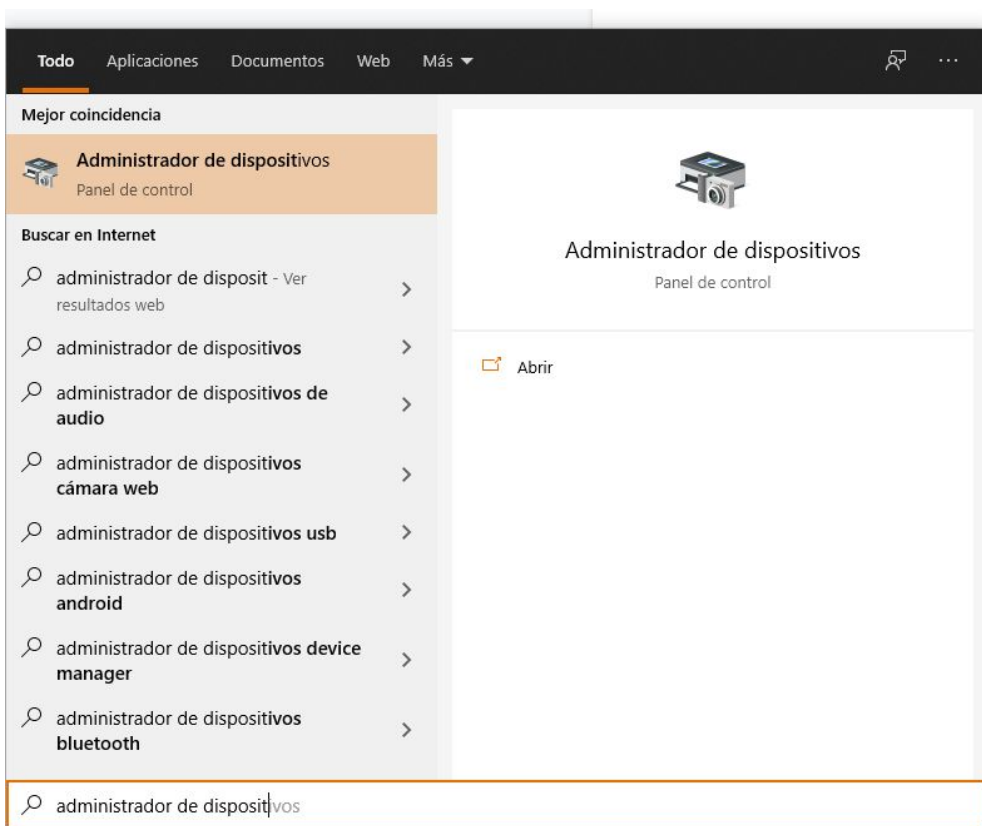 Todo Aplicaciones Documentos Web Más
Mejor coincidencia
Administrador de dispositivos
Panel de control
Buscar en Internet
administrador de disposit - Ver
resultados web
administrador de dispositivos
administrador de dispositivos de
audio
administrador de dispositivos
cámara web
administrador de dispositivos usb
administrador de dispositivos
android
administrador de dispositivos device
manager
administrador de dispositivos
bluetooth
Administrador de dispositivos
Panel de control
Abrir
administrador de dispositivos